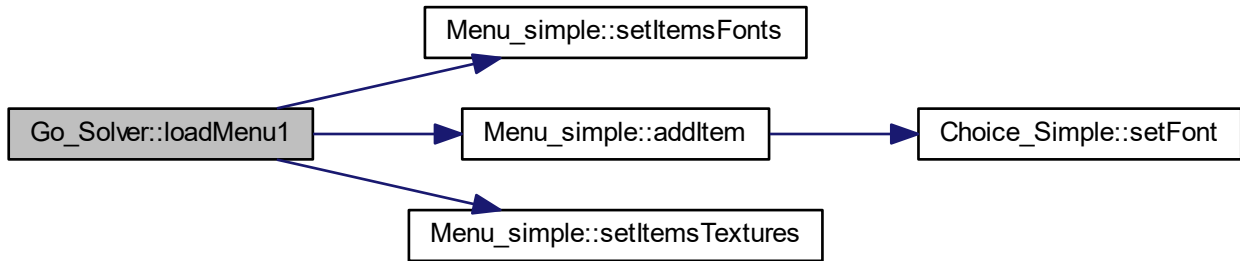 Menu_simple::setItemsFonts
Go_Solver::loadMenu1
Menu_simple::addItem
Choice_Simple::setFont
Menu_simple::setItemsTextures